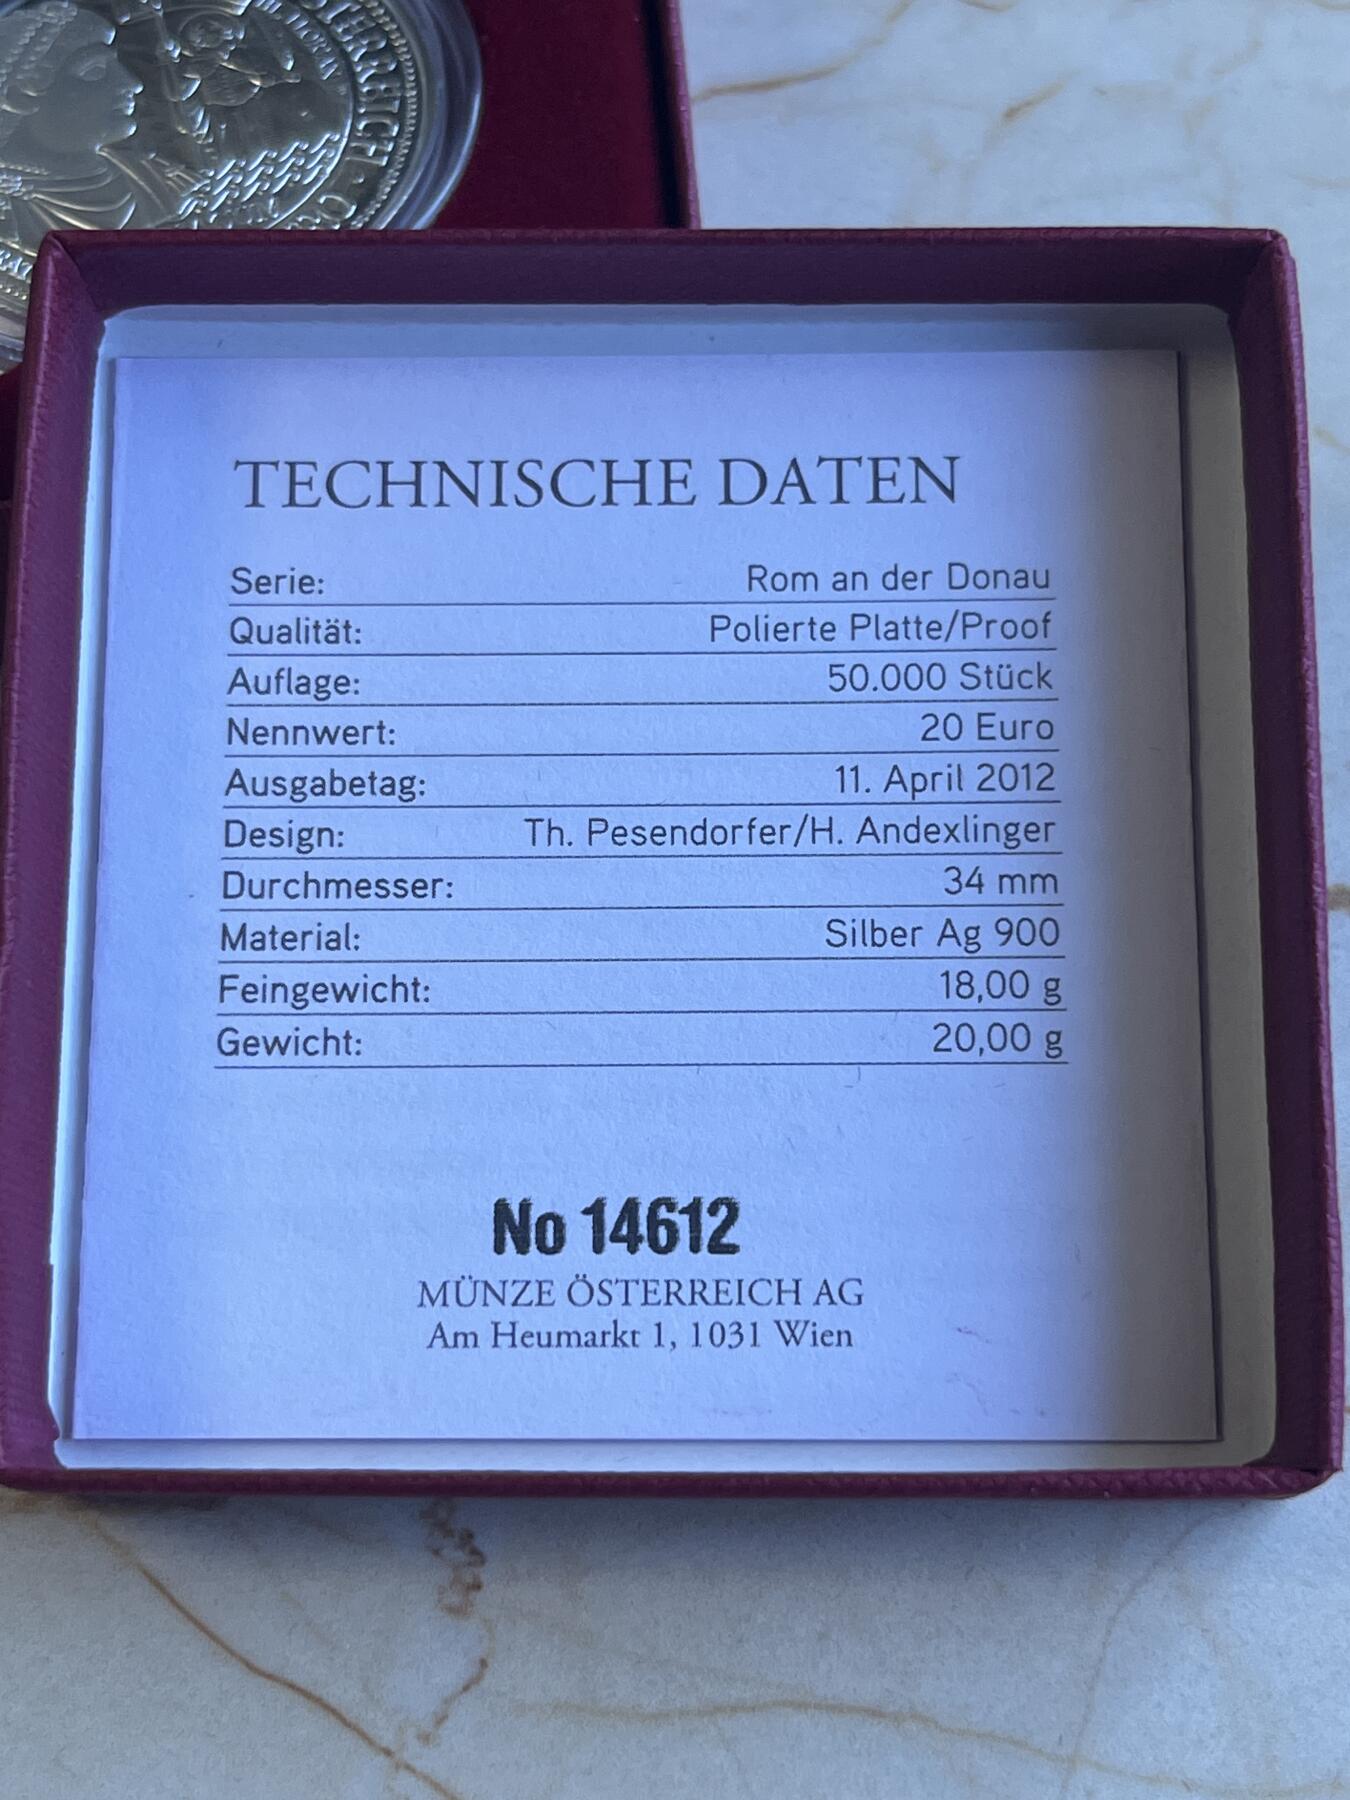 STERREICH
TECHNISCHE DATEN
Serie: Rom an der Donau
Qualität: Polierte Platte/Proof
Auflage: 50.000 Stück
Nennwert: 20 Euro
Ausgabetag: 11. April 2012
Design: Th. Pesendorfer/H. Andexlinger
Durchmesser: 34 mm
Material: Silber Ag 900
Feingewicht: 18,00 g
Gewicht: 20,00 g
No 14612
MÜNZE ÖSTERREICH AG
Am Heumarkt 1, 1031 Wien